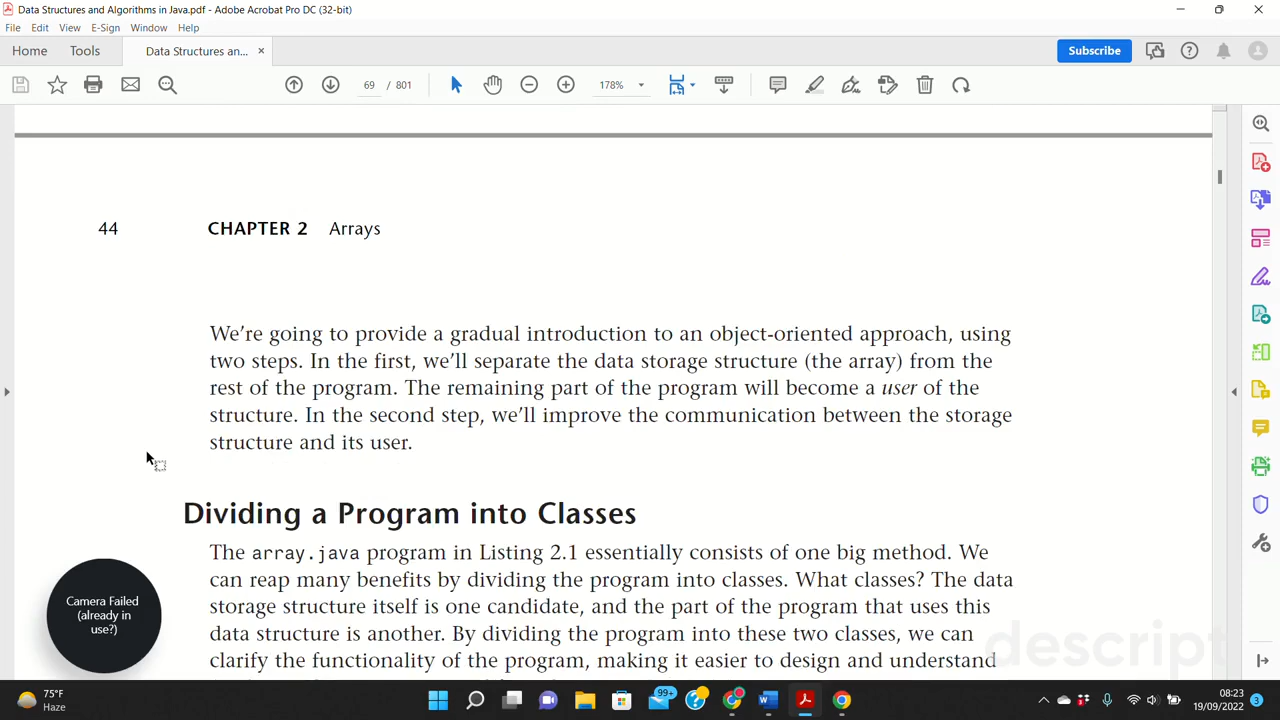 Data Structures and Algorithms in Java.pdf - Adobe Acrobat Pro DC (32-bit)
File Edit View E-Sign Window Help
Home Tools Data Structures an... × Subscribe
69 / 801 178%
44 CHAPTER 2 Arrays
We're going to provide a gradual introduction to an object-oriented approach, using
two steps. In the first, we'll separate the data storage structure (the array) from the
rest of the program. The remaining part of the program will become a user of the
structure. In the second step, we'll improve the communication between the storage
structure and its user.
Dividing a Program into Classes
The array.java program in Listing 2.1 essentially consists of one big method. We
can reap many benefits by dividing the program into classes. What classes? The data
storage structure itself is one candidate, and the part of the program that uses this
data structure is another. By dividing the program into these two classes, we can
clarify the functionality of the program, making it easier to design and understand
Camera Failed
(already in
use?)
descript
75°F
Haze
99+
08:23
19/09/2022
3